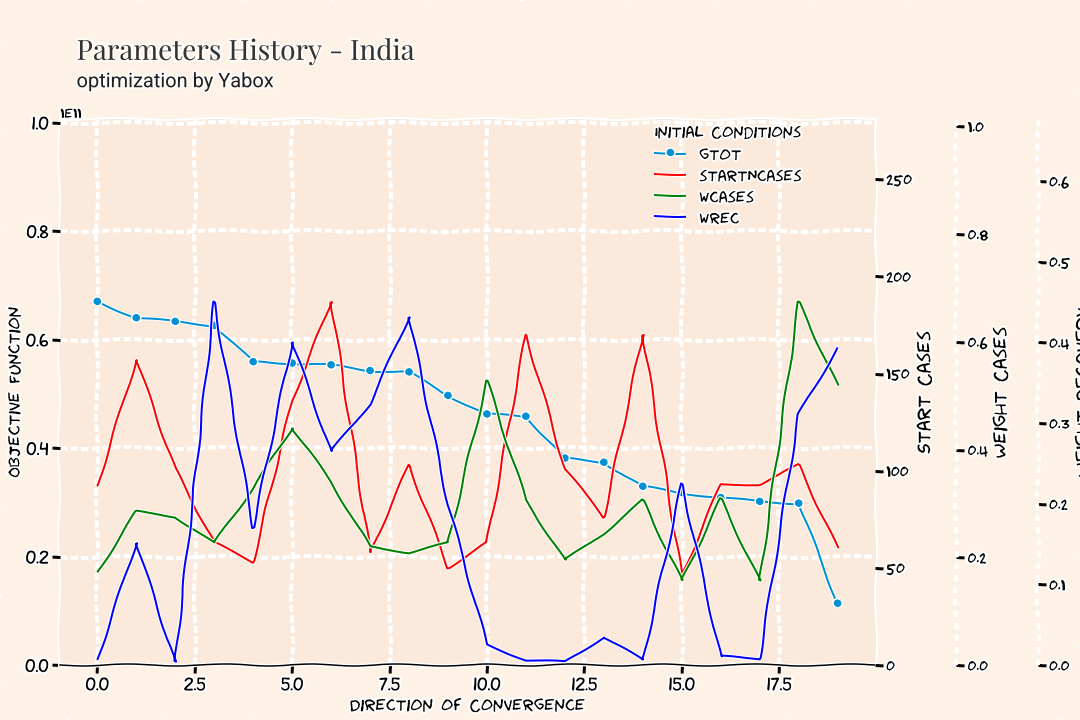 Parameters History - India
optimization by Yabox
1E11
INITIAL CONDITIONS
GTOT
STARTNCASES
WCASES
WREC
OBJECTIVE FUNCTION
1.0
0.8
0.6
0.4
0.2
0.0
0.0 2.5 5.0 7.5 10.0 12.5 15.0 17.5
DIRECTION OF CONVERGENCE
250
200
150
100
50
0
START CASES
1.0
0.8
0.6
0.4
0.2
0.0
WEIGHT CASES
0.6
0.5
0.4
0.3
0.2
0.1
0.0